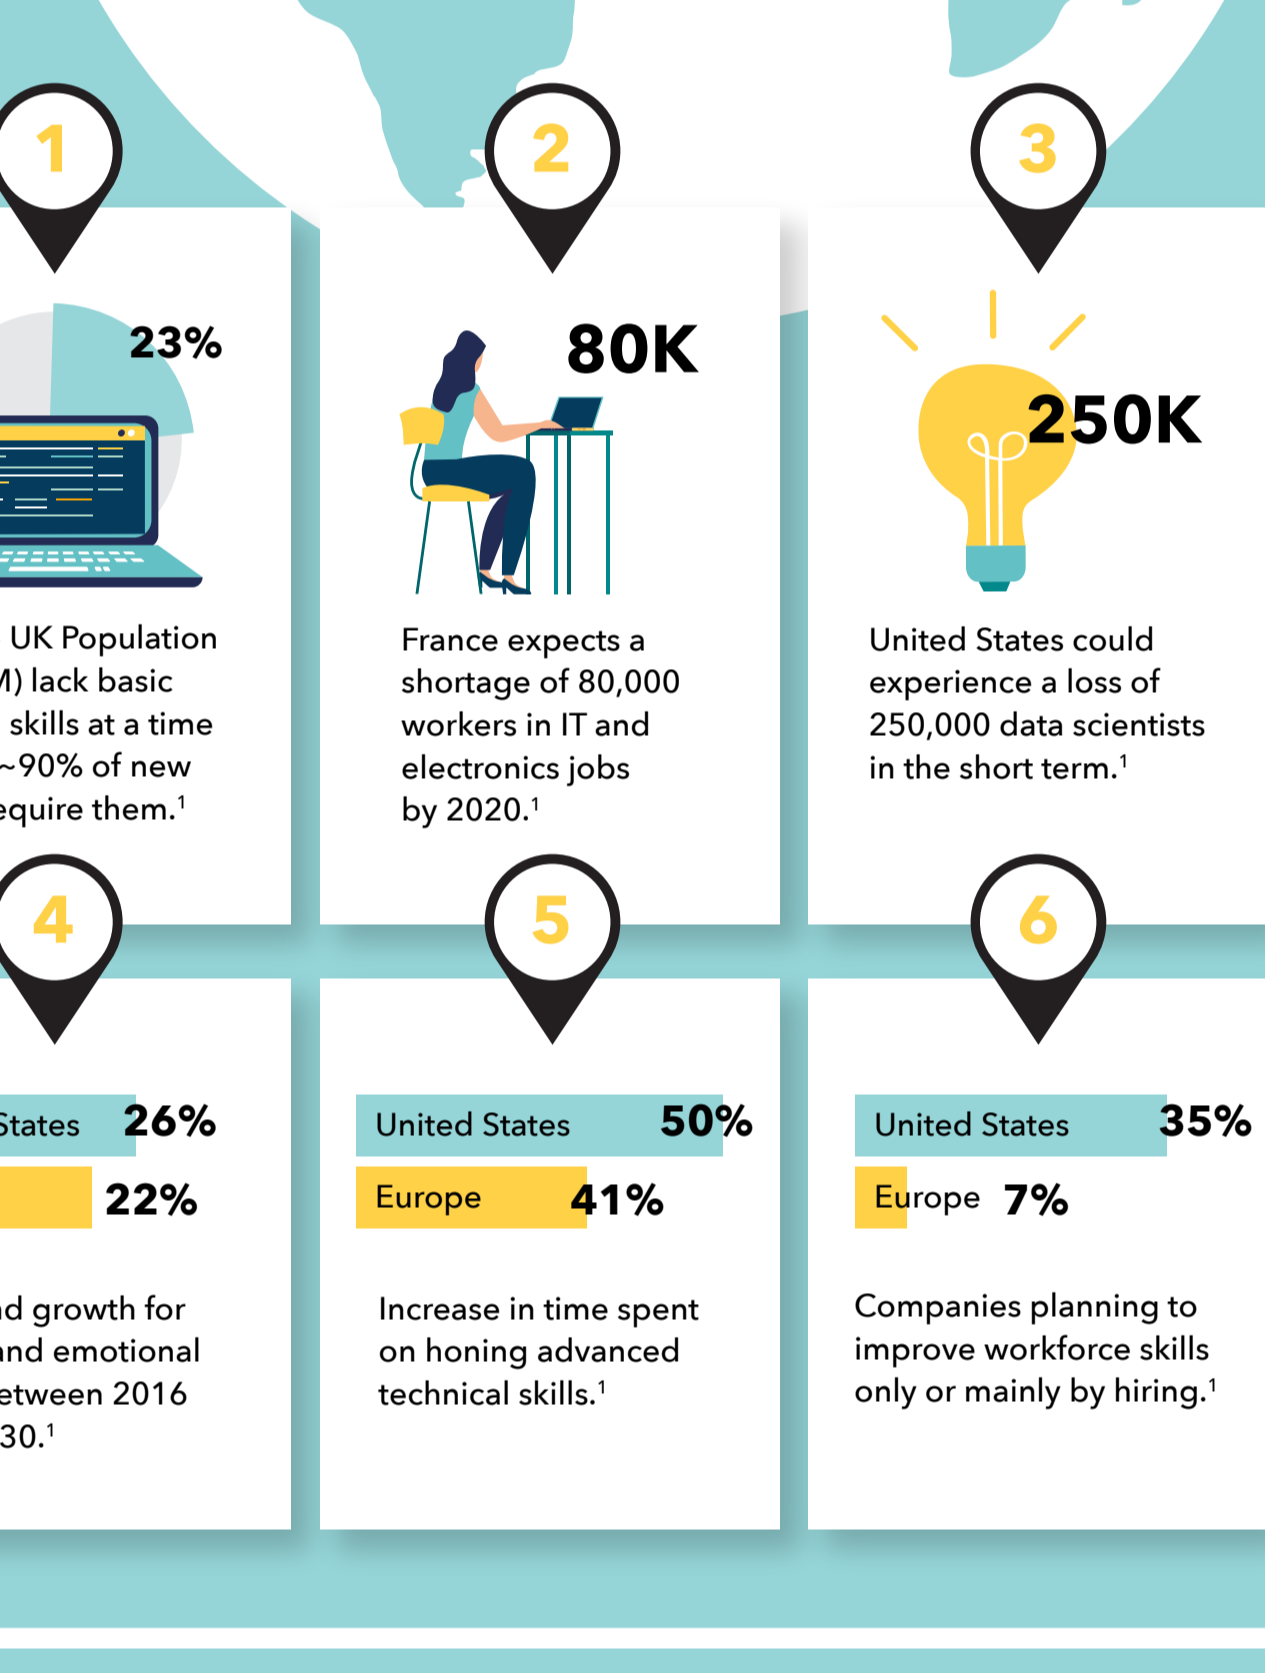 1
2
3
23%
80K
250K
UK Population
lack basic
skills at a time
~90% of new
require them.¹
France expects a
shortage of 80,000
workers in IT and
electronics jobs
by 2020.¹
United States could
experience a loss of
250,000 data scientists
in the short term.¹
4
5
6
States 26%
22%
United States 50%
Europe 41%
United States 35%
Europe 7%
growth for
and emotional
between 2016
30.¹
Increase in time spent
on honing advanced
technical skills.¹
Companies planning to
improve workforce skills
only or mainly by hiring.¹